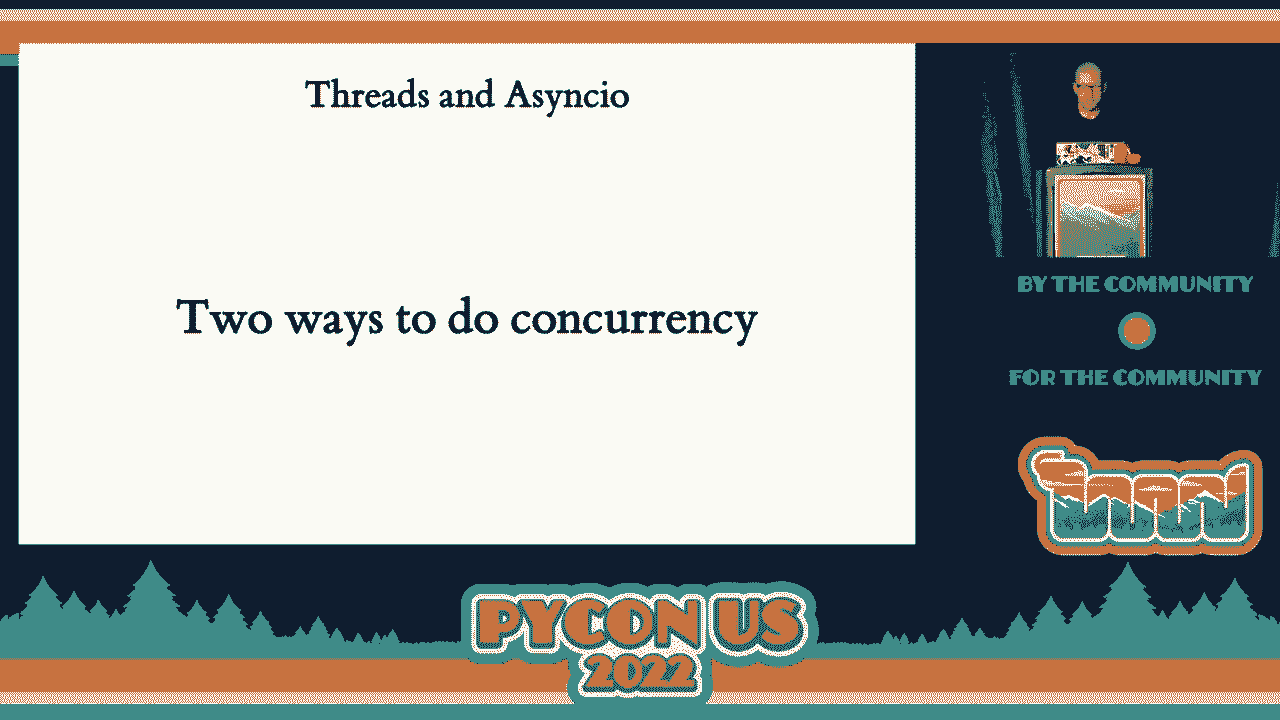 Threads and Asyncio
Two ways to do concurrency
BY THE COMMUNITY
FOR THE COMMUNITY
PYCON US
2022